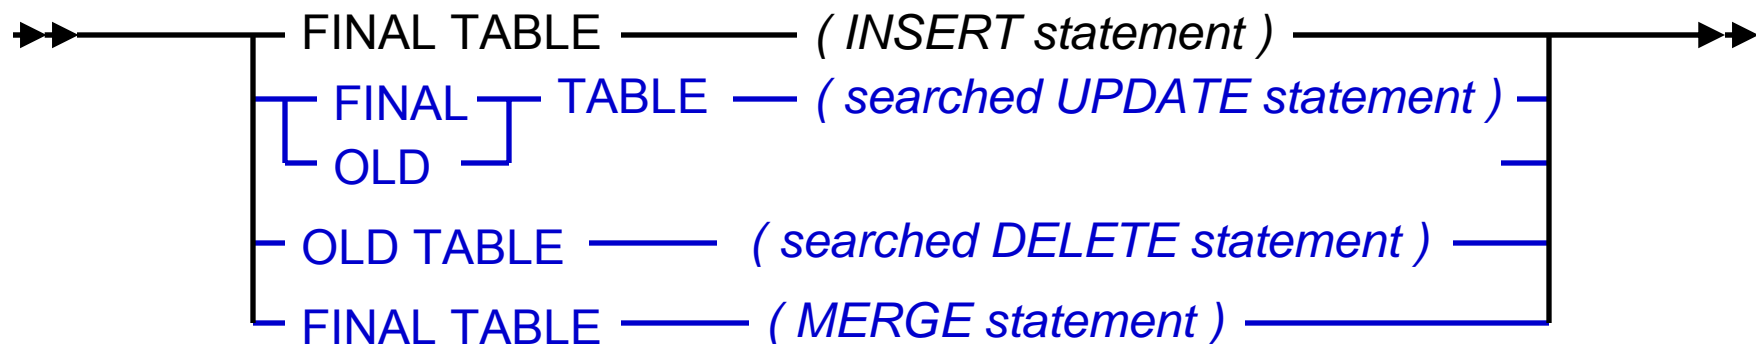 FINAL TABLE ( INSERT statement )
FINAL TABLE ( searched UPDATE statement )
OLD
OLD TABLE ( searched DELETE statement )
FINAL TABLE ( MERGE statement )